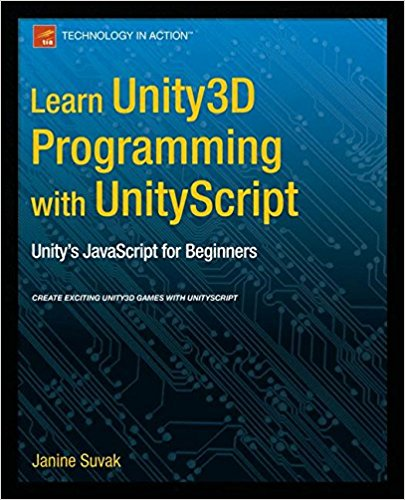 tia
TECHNOLOGY IN ACTION™
Learn Unity3D
Programming
with UnityScript
Unity's JavaScript for Beginners
CREATE EXCITING UNITY3D GAMES WITH UNITYSCRIPT
Janine Suvak